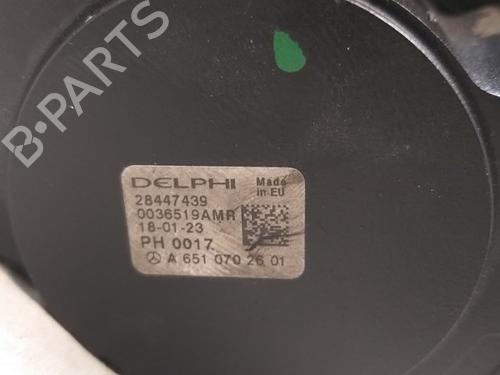 B-PARTS
DELPHI Made in EU
28447439
0036519AMR
18-01-23
PH 0017
A 651 070 26 01